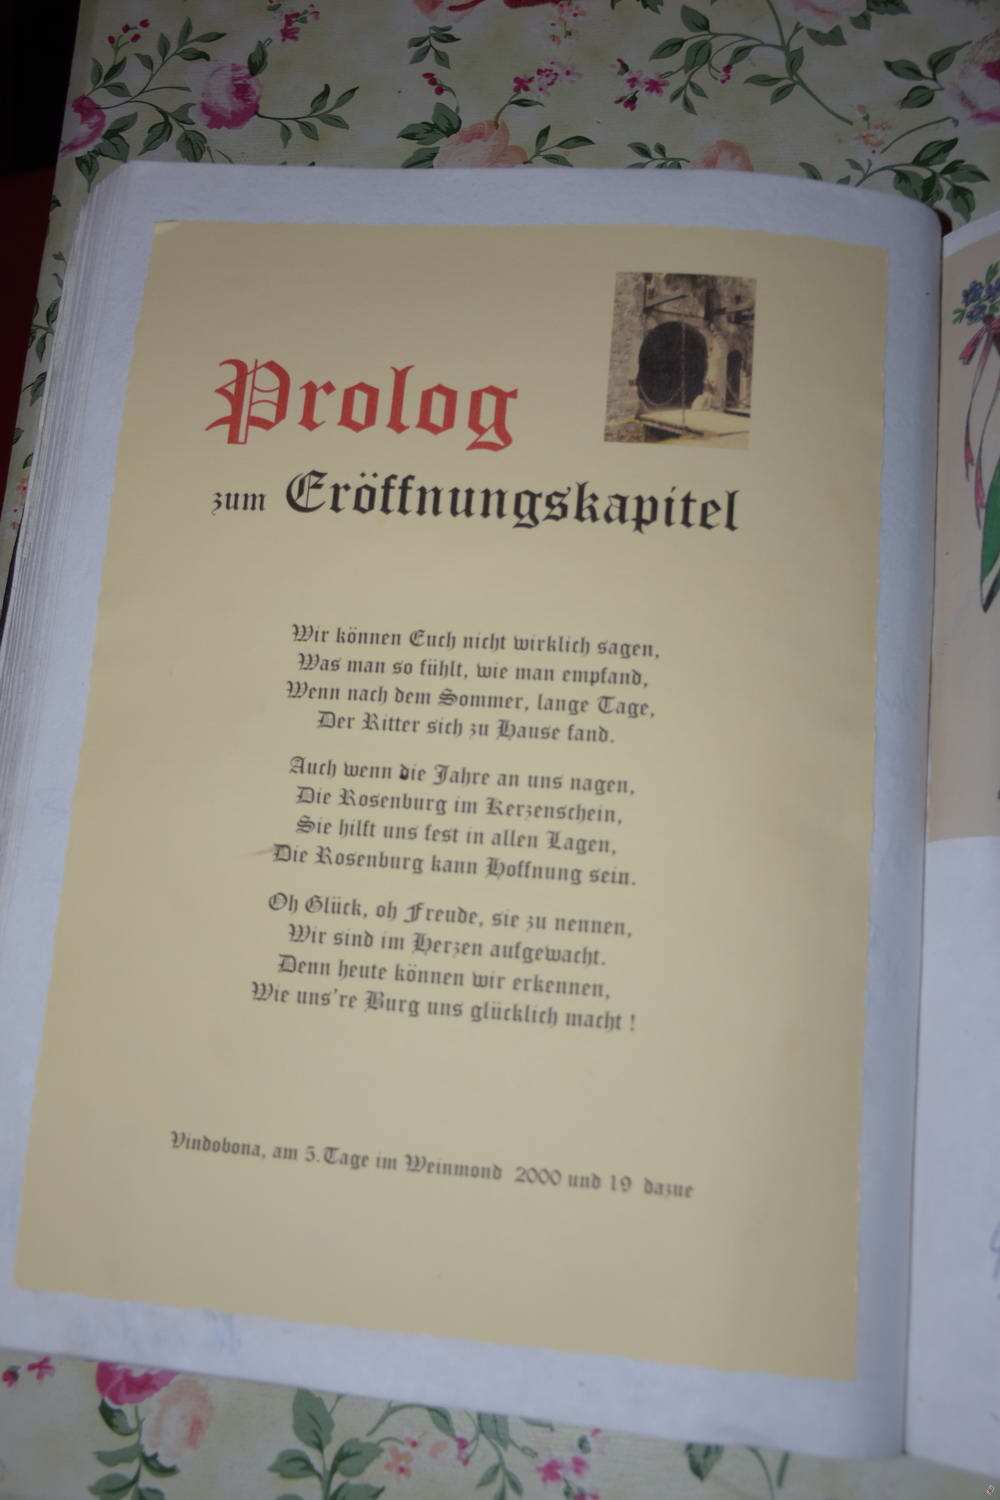 Prolog
zum Eröffnungskapitel
Wir können Euch nicht wirklich sagen,
Was man so fühlt, wie man empfand,
Wenn nach dem Sommer, lange Tage,
Der Ritter sich zu Hause fand.
Auch wenn die Jahre an uns nagen,
Die Rosenburg im Kerzenschein,
Sie hilft uns fest in allen Lagen,
Die Rosenburg kann Hoffnung sein.
Oh Glück, oh Freude, sie zu nennen,
Wir sind im Herzen aufgewacht.
Denn heute können wir erkennen,
Wie uns're Burg uns glücklich macht !
Vindobona, am 5.Tage im Weinmond 2000 und 19 dazue